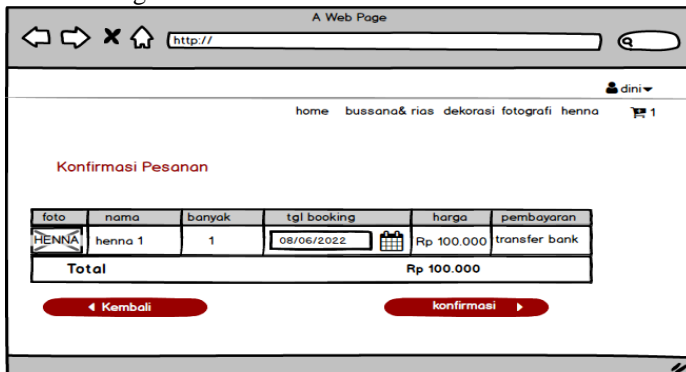 A Web Page
http://
dini
home bussana& rias dekorasi fotografi henna 1
Konfirmasi Pesanan
foto nama banyak tgl booking harga pembayaran
HENNA henna 1 1 08/06/2022 Rp 100.000 transfer bank
Total Rp 100.000
Kembali konfirmasi